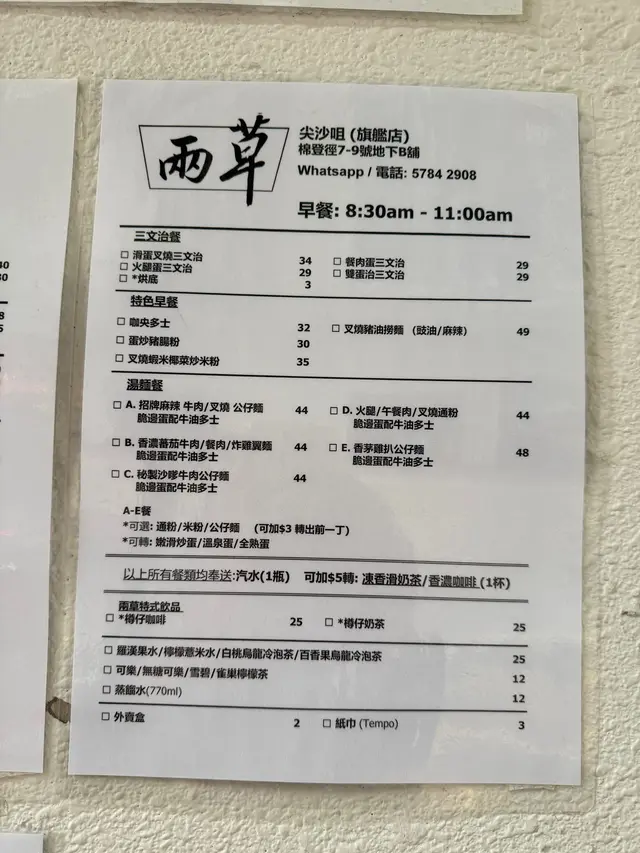 兩草
尖沙咀 (旗艦店)
棉登徑7-9號地下B舖
Whatsapp / 電話: 5784 2908
早餐: 8:30am - 11:00am
三文治餐
滑蛋叉燒三文治 34
餐肉蛋三文治 29
火腿蛋三文治 29
雙蛋治三文治 29
*烘底 3
特色早餐
咖央多士 32
叉燒豬油撈麵 (豉油/麻辣) 49
蛋炒豬腸粉 30
叉燒蝦米椰菜炒米粉 35
湯麵餐
A. 招牌麻辣 牛肉/叉燒 公仔麵 44
脆邊蛋配牛油多士
D. 火腿/午餐肉/叉燒通粉 44
脆邊蛋配牛油多士
B. 香濃蕃茄牛肉/餐肉/炸雞翼麵 44
脆邊蛋配牛油多士
E. 香茅雞扒公仔麵 48
脆邊蛋配牛油多士
C. 秘製沙嗲牛肉公仔麵 44
脆邊蛋配牛油多士
A-E餐
*可選: 通粉/米粉/公仔麵 (可加$3 轉出前一丁)
*可轉: 嫩滑炒蛋/溫泉蛋/全熟蛋
以上所有餐類均奉送:汽水(1瓶) 可加$5轉: 凍香滑奶茶/香濃咖啡 (1杯)
兩草特式飲品
*樽仔咖啡 25
*樽仔奶茶 25
羅漢果水/檸檬薏米水/白桃烏龍冷泡茶/百香果烏龍冷泡茶 25
可樂/無糖可樂/雪碧/雀巢檸檬茶 12
蒸餾水(770ml) 12
外賣盒 2
紙巾 (Tempo) 3